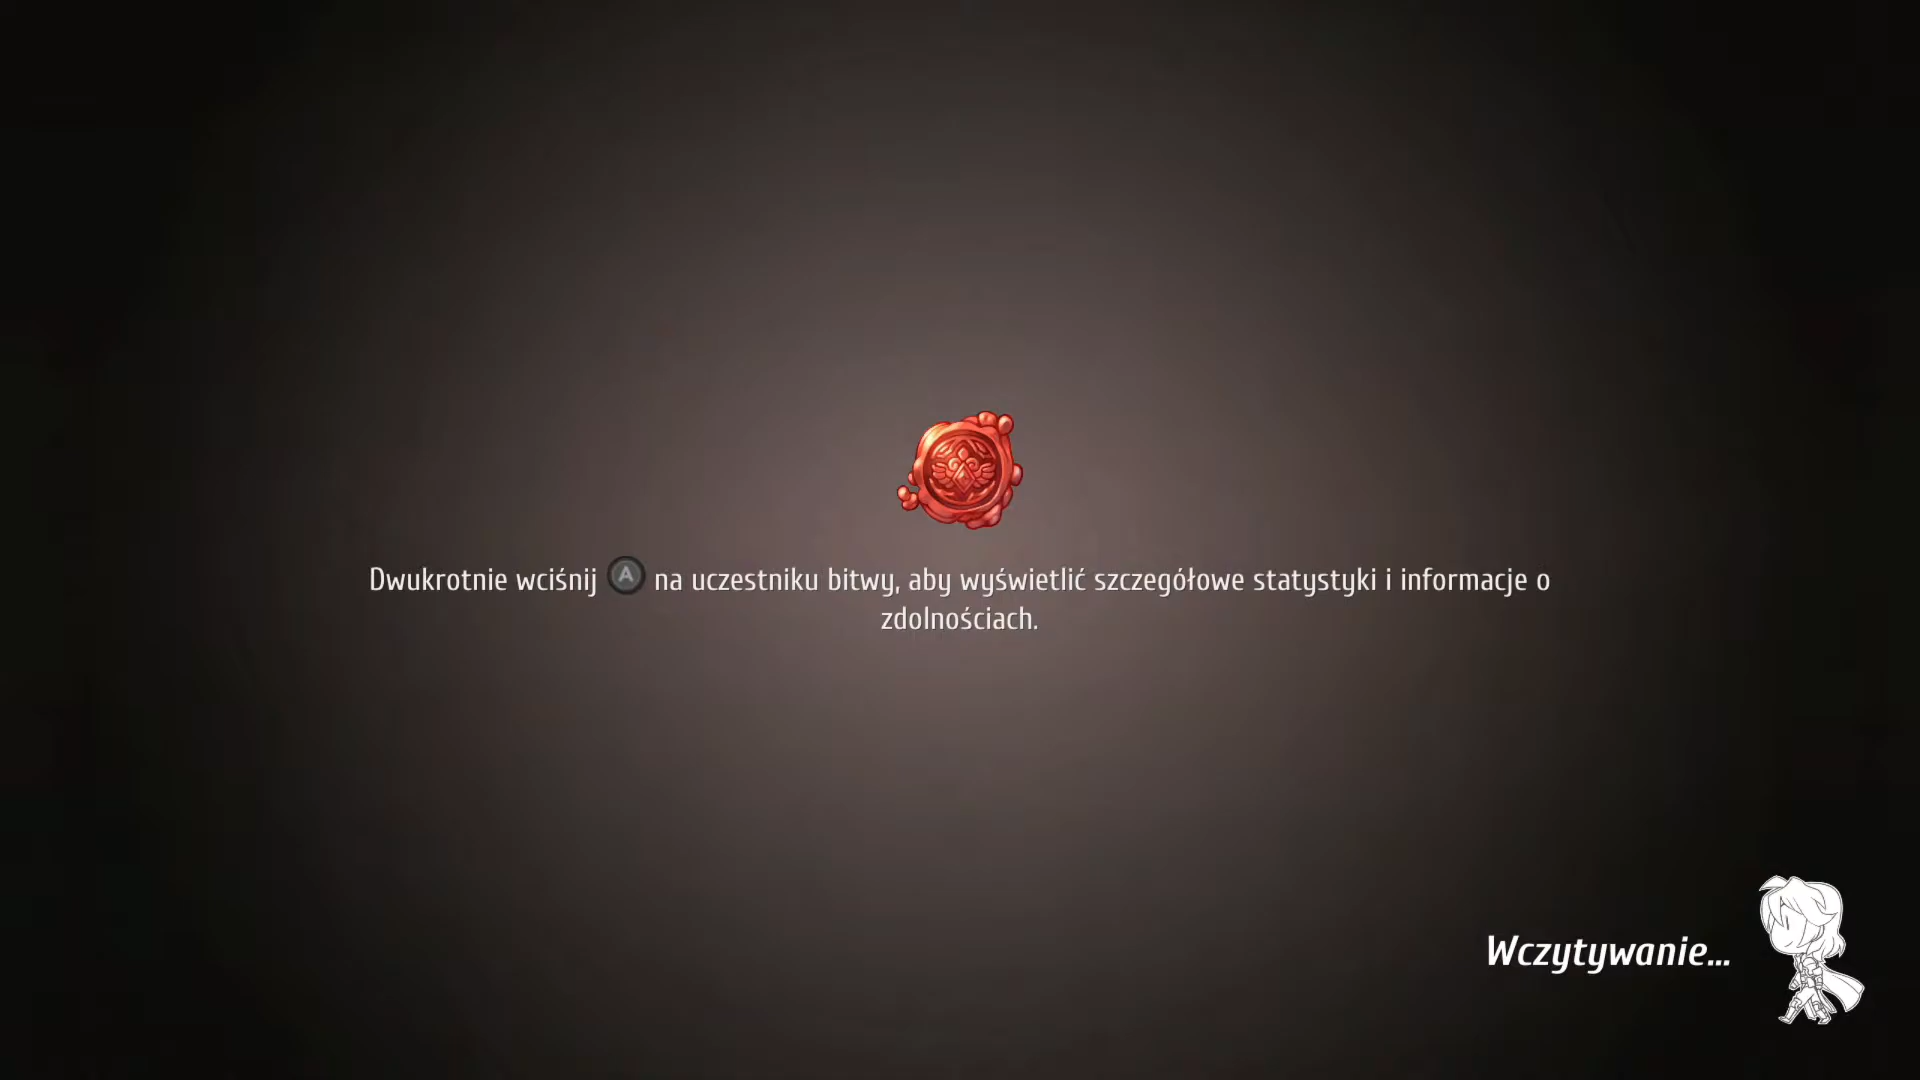 Dwukrotnie wciśnij A na uczestniku bitwy, aby wyświetlić szczegółowe statystyki i informacje o
zdolnościach.
Wczytywanie...